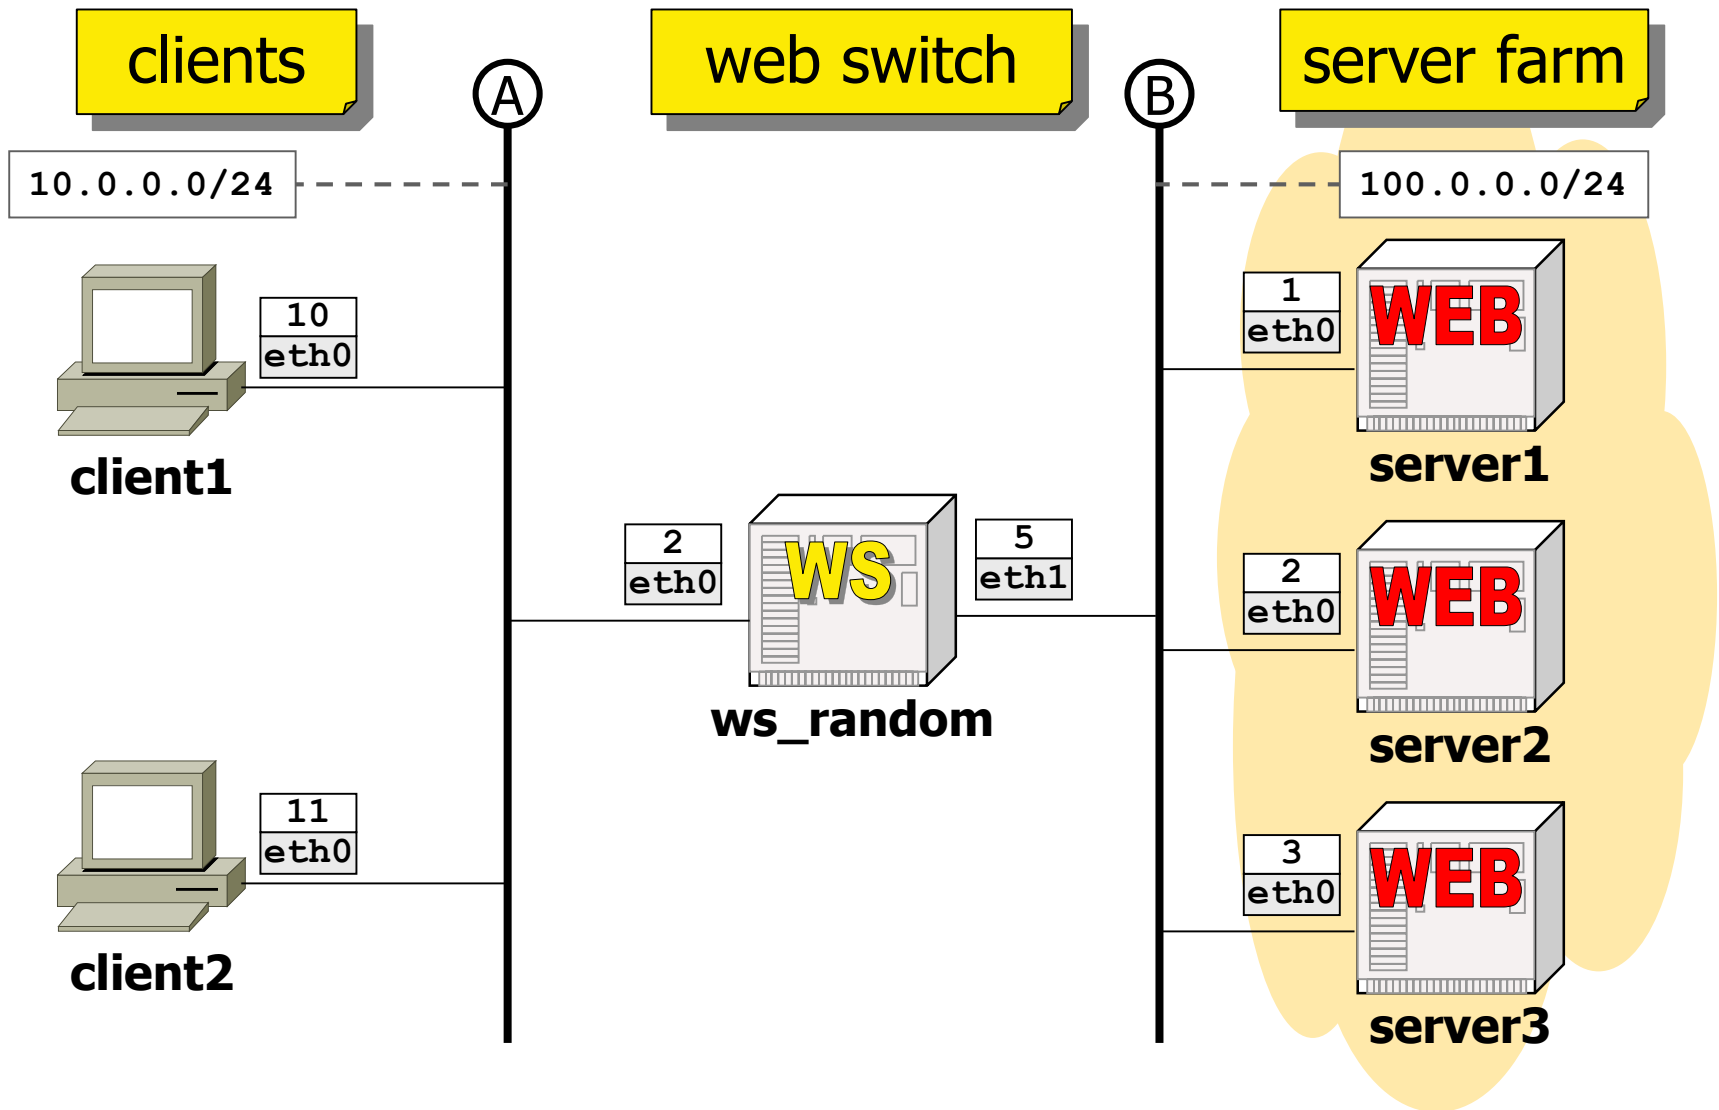 clients
A
web switch
B
server farm
10.0.0.0/24
100.0.0.0/24
10
eth0
client1
11
eth0
client2
2
eth0
WS
5
eth1
ws_random
1
eth0
WEB
server1
2
eth0
WEB
server2
3
eth0
WEB
server3